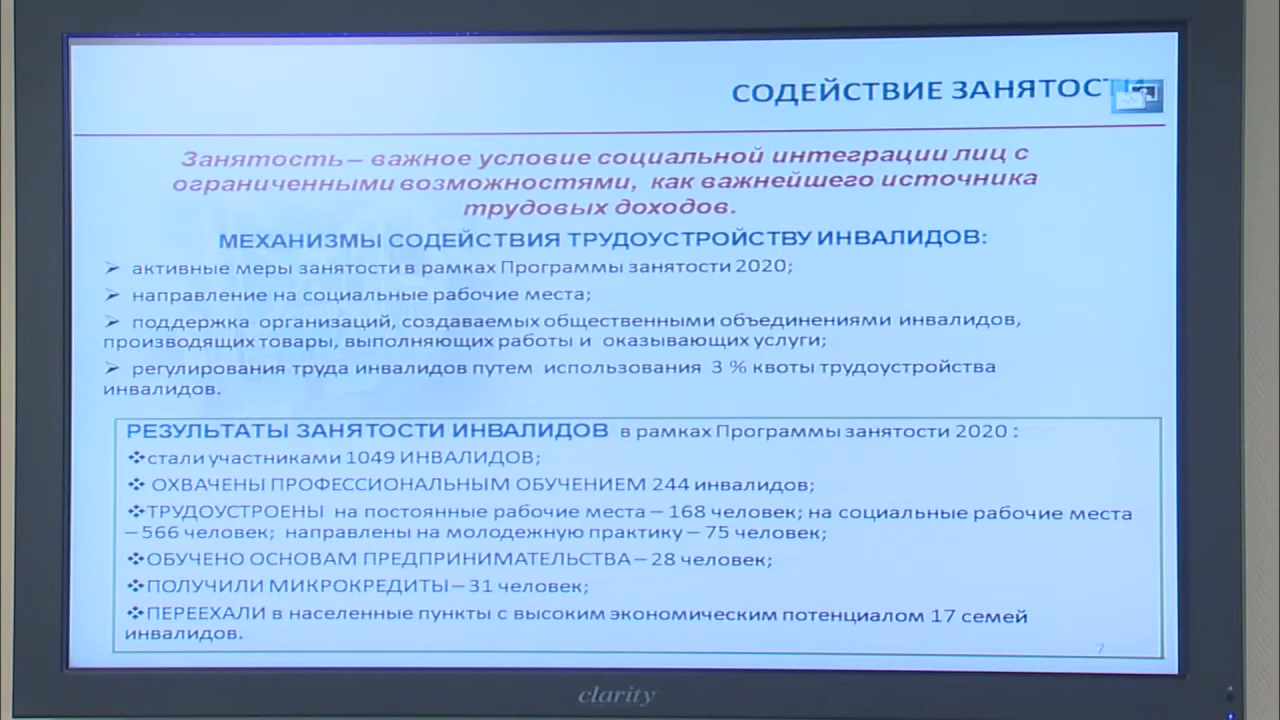 СОДЕЙСТВИЕ ЗАНЯТОСТИ
Занятость – важное условие социальной интеграции лиц с
ограниченными возможностями, как важнейшего источника
трудовых доходов.
МЕХАНИЗМЫ СОДЕЙСТВИЯ ТРУДОУСТРОЙСТВУ ИНВАЛИДОВ:
➢ активные меры занятости в рамках Программы занятости 2020;
➢ направление на социальные рабочие места;
➢ поддержка организаций, создаваемых общественными объединениями инвалидов,
производящих товары, выполняющих работы и оказывающих услуги;
➢ регулирования труда инвалидов путем использования 3 % квоты трудоустройства
инвалидов.
РЕЗУЛЬТАТЫ ЗАНЯТОСТИ ИНВАЛИДОВ в рамках Программы занятости 2020 :
❖стали участниками 1049 ИНВАЛИДОВ;
❖ ОХВАЧЕНЫ ПРОФЕССИОНАЛЬНЫМ ОБУЧЕНИЕМ 244 инвалидов;
❖ТРУДОУСТРОЕНЫ на постоянные рабочие места – 168 человек; на социальные рабочие места
– 566 человек; направлены на молодежную практику – 75 человек;
❖ОБУЧЕНО ОСНОВАМ ПРЕДПРИНИМАТЕЛЬСТВА – 28 человек;
❖ПОЛУЧИЛИ МИКРОКРЕДИТЫ – 31 человек;
❖ПЕРЕЕХАЛИ в населенные пункты с высоким экономическим потенциалом 17 семей
инвалидов.
7
clarity